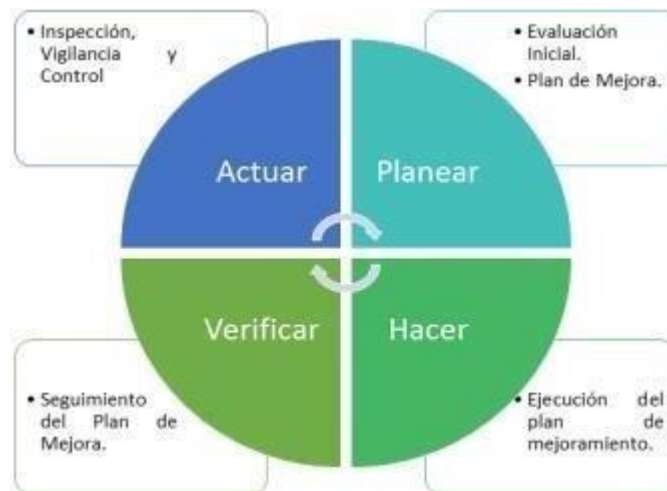 • Inspección,
Vigilancia y
Control
• Evaluación
Inicial.
• Plan de Mejora.
Actuar
Planear
Verificar
Hacer
• Seguimiento
del Plan de
Mejora.
• Ejecución del
plan de
mejoramiento.